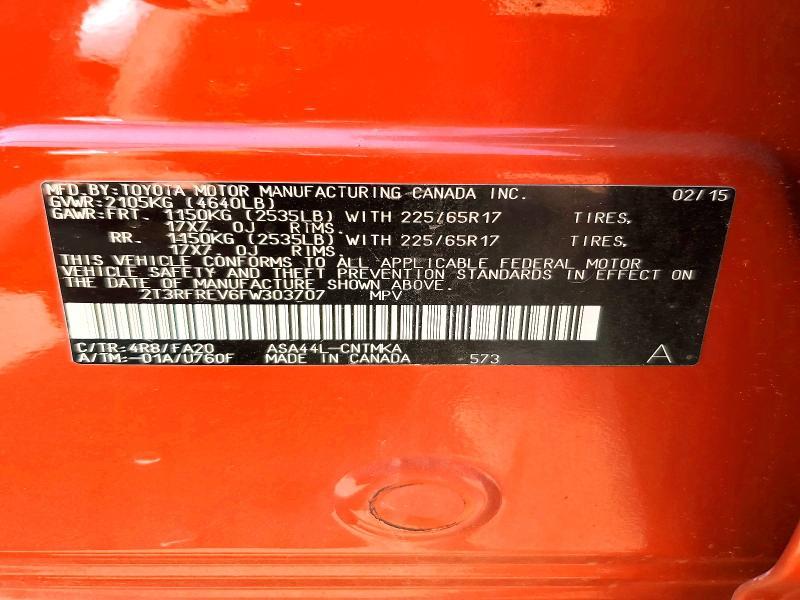 MFD.BY:TOYOTA MOTOR MANUFACTURING CANADA INC. 02/15
GVWR:2105KG (4640LB)
GAWR:FRT. 1150KG (2535LB) WITH 225/65R17 TIRES,
17X7 OJ RIMS.
RR. 1150KG (2535LB) WITH 225/65R17 TIRES,
17X7 OJ RIMS
THIS VEHICLE CONFORMS TO ALL APPLICABLE FEDERAL MOTOR
VEHICLE SAFETY AND THEFT PREVENTION STANDARDS IN EFFECT ON
THE DATE OF MANUFACTURE SHOWN ABOVE.
2T3RFREV6FW303707 MPV
C/TR:4R8/FA20 ASA44L-CNTMKA
A/TM:-01A/U760F MADE IN CANADA 573 A